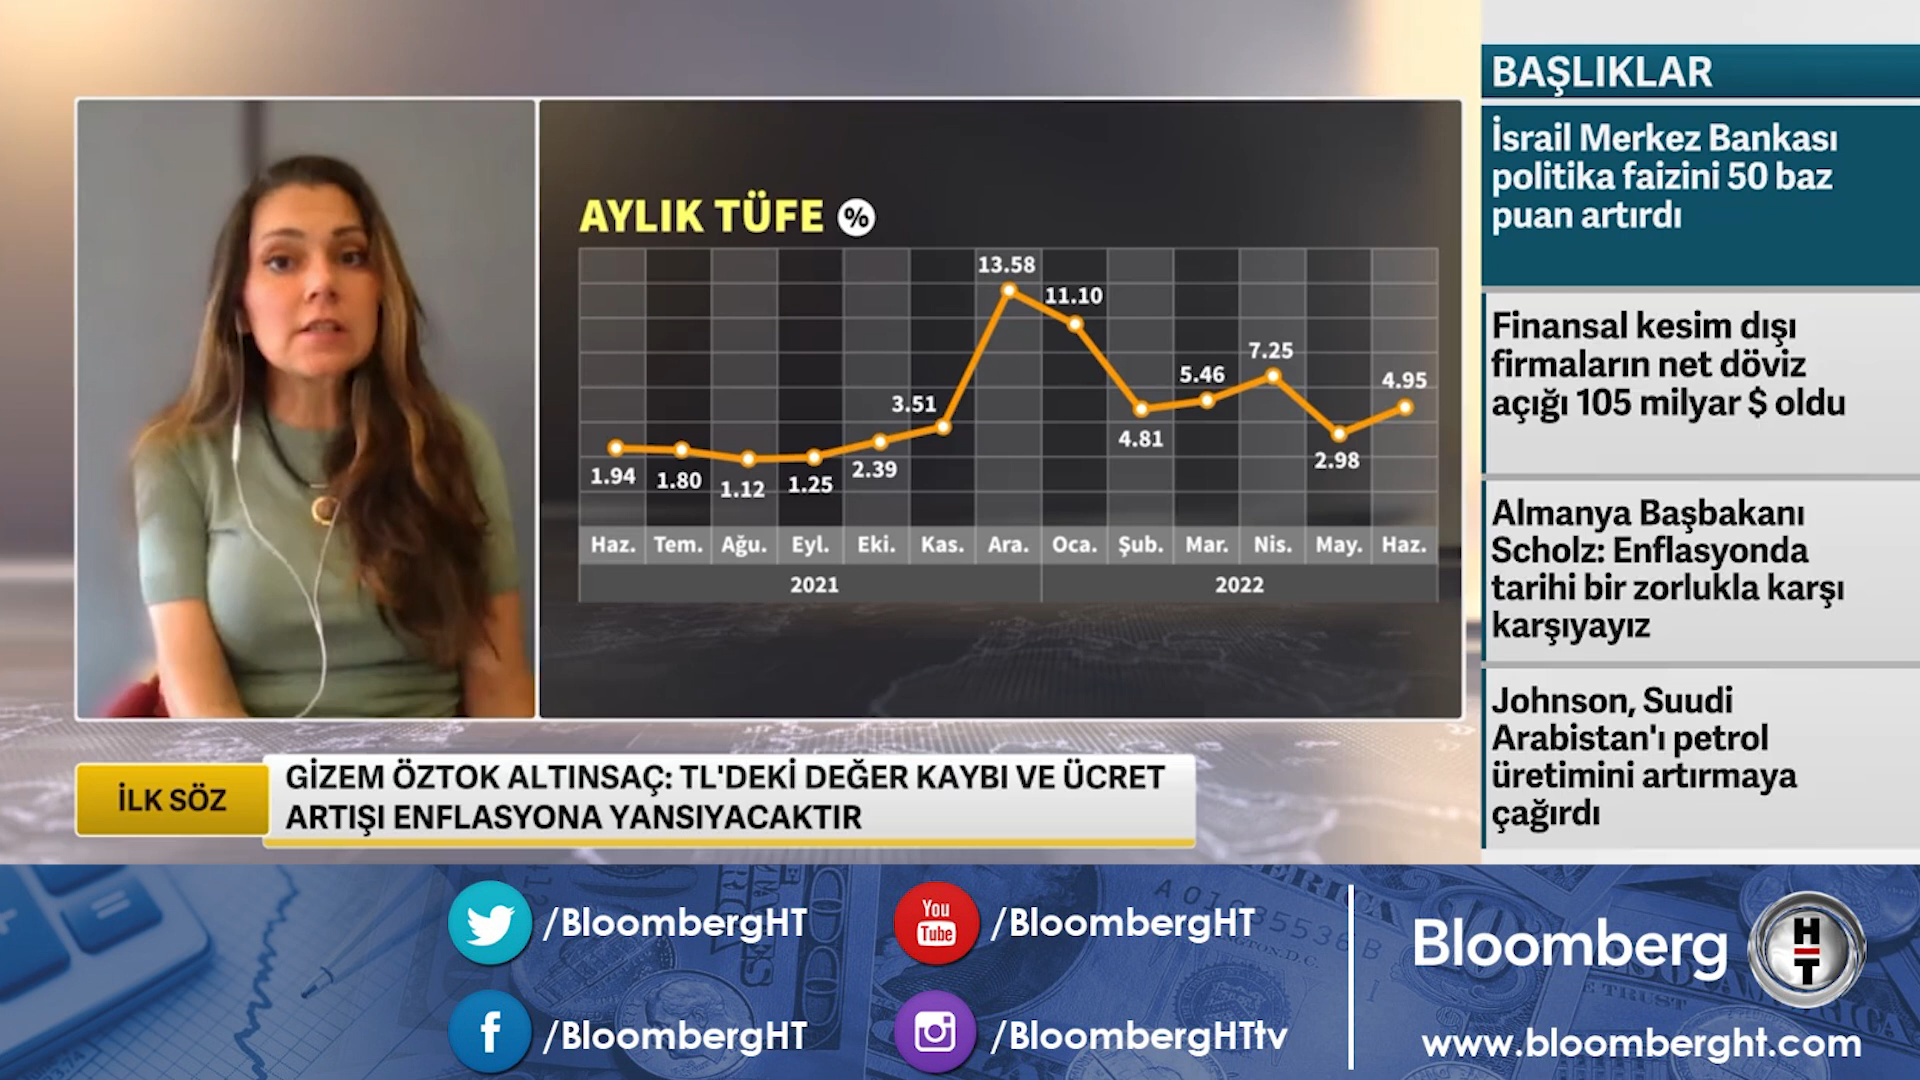 AYLIK TÜFE %
13.58
11.10
7.25
5.46
4.95
3.51
4.81
2.98
2.39
1.94
1.80
1.12
1.25
Haz. Tem. Ağu. Eyl. Eki. Kas. Ara. Oca. Şub. Mar. Nis. May. Haz.
2021 2022
BAŞLIKLAR
İsrail Merkez Bankası
politika faizini 50 baz
puan artırdı
Finansal kesim dışı
firmaların net döviz
açığı 105 milyar $ oldu
Almanya Başbakanı
Scholz: Enflasyonda
tarihi bir zorlukla karşı
karşıyayız
Johnson, Suudi
Arabistan'ı petrol
üretimini artırmaya
çağırdı
İLK SÖZ
GİZEM ÖZTOK ALTINSAÇ: TL'DEKİ DEĞER KAYBI VE ÜCRET
ARTIŞI ENFLASYONA YANSIYACAKTIR
/BloombergHT
You Tube /BloombergHT
f /BloombergHT
/BloombergHTtv
Bloomberg HT
www.bloomberght.com